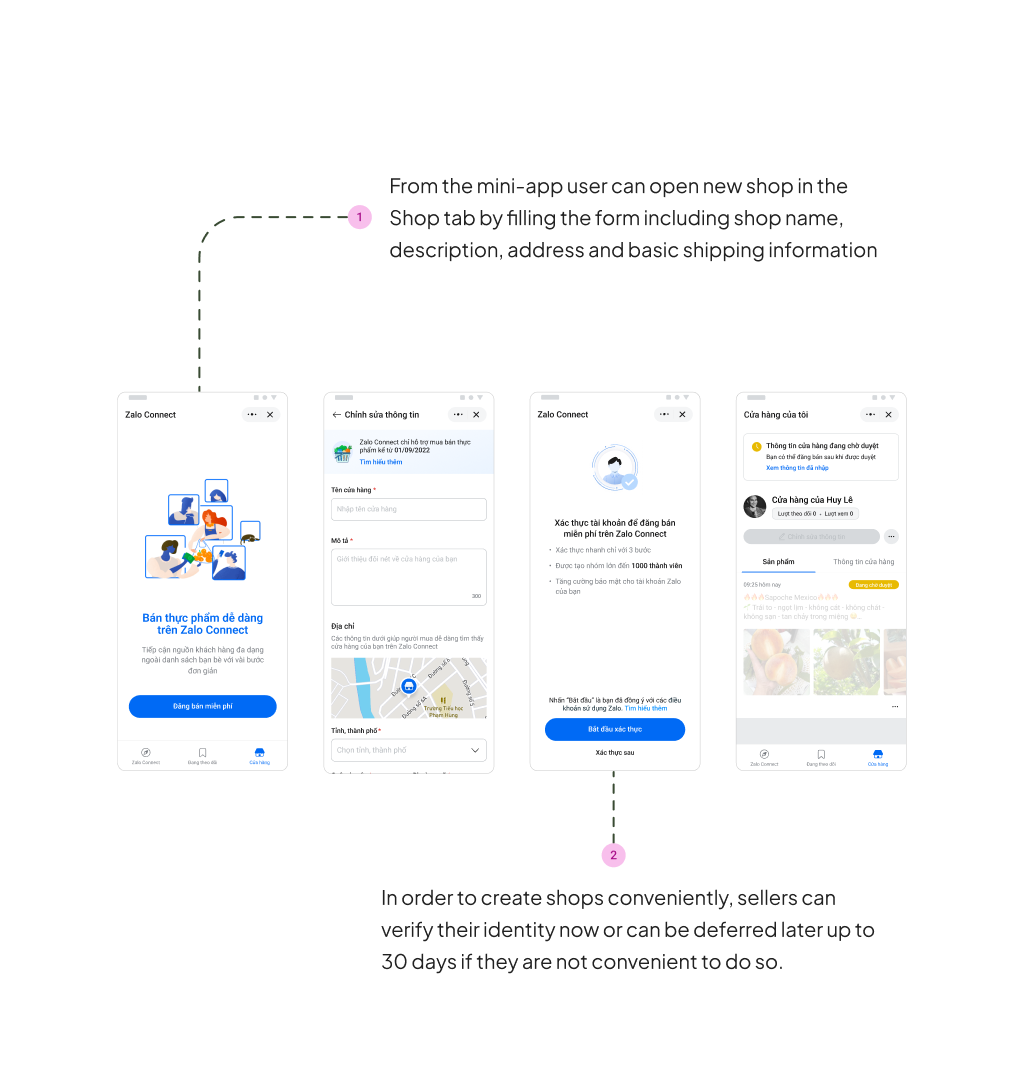 From the mini-app user can open new shop in the
1
Shop tab by filling the form including shop name,
description, address and basic shipping information
Zalo Connect
Bán thực phẩm dễ dàng
trên Zalo Connect
Tiếp cận nguồn khách hàng đa dạng
ngoài danh sách bạn bè với vài bước
đơn giản
Đăng bán miễn phí
Zalo Connect
Đang theo dõi
Cửa hàng
Chỉnh sửa thông tin
Zalo Connect chỉ hỗ trợ mua bán thực
phẩm kể từ 01/09/2022
Tìm hiểu thêm
Tên cửa hàng *
Nhập tên cửa hàng
Mô tả *
Giới thiệu đôi nét về cửa hàng của bạn
300
Địa chỉ
Các thông tin dưới giúp người mua dễ dàng tìm thấy
cửa hàng của bạn trên Zalo Connect
Đường số
Đường số 6A
Đường số 5
Trường Tiểu học
Phạm Hùng
Tỉnh, thành phố *
Chọn tỉnh, thành phố
Zalo Connect
Xác thực tài khoản để đăng bán
miễn phí trên Zalo Connect
• Xác thực nhanh chỉ với 3 bước
• Được tạo nhóm lớn đến 1000 thành viên
• Tăng cường bảo mật cho tài khoản Zalo
của bạn
Nhấn "Bắt đầu" là bạn đã đồng ý với các điều
khoản sử dụng Zalo. Tìm hiểu thêm
Bắt đầu xác thực
Xác thực sau
Cửa hàng của tôi
Thông tin cửa hàng đang chờ duyệt
Bạn có thể đăng bán sau khi được duyệt
Xem thông tin đã nhập
Cửa hàng của Huy Lê
Lượt theo dõi 0 • Lượt xem 0
Chỉnh sửa thông tin
Sản phẩm
Thông tin cửa hàng
09:25 hôm nay
Đang chờ duyệt
🔥🔥🔥Sapoche Mexico🔥🔥🔥
Trái to - ngọt lịm - không cát - không chát -
không sạn - tan chảy trong miệng
Zalo Connect
Đang theo dõi
Cửa hàng
2
In order to create shops conveniently, sellers can
verify their identity now or can be deferred later up to
30 days if they are not convenient to do so.